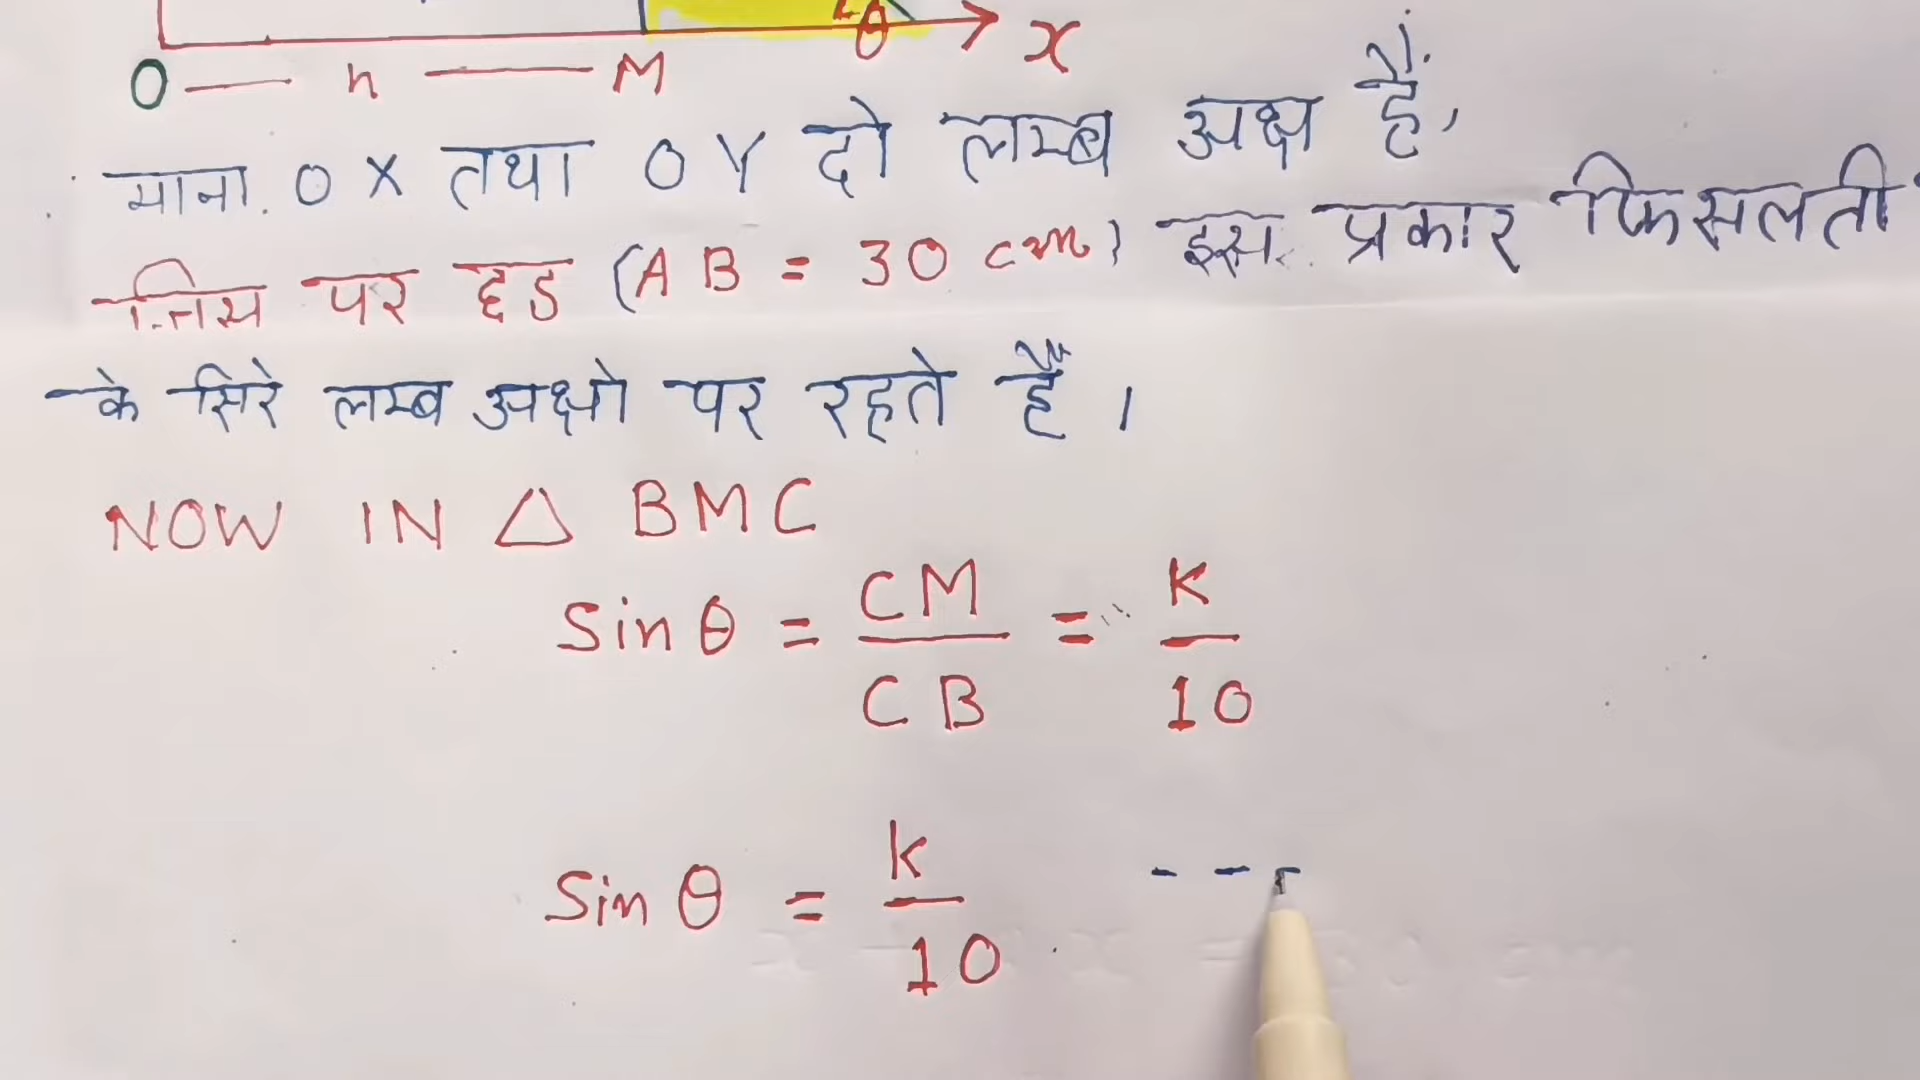 θ
x
O — h — M
माना OX तथा OY दो लम्ब अक्ष हैं,
जिस पर छड (AB = 30 cm) इस प्रकार फिसलती
के सिरे लम्ब अक्षो पर रहते हैं ।
NOW IN △ BMC
Sin θ = CM/CB = K/10
Sin θ = k/10 - - -